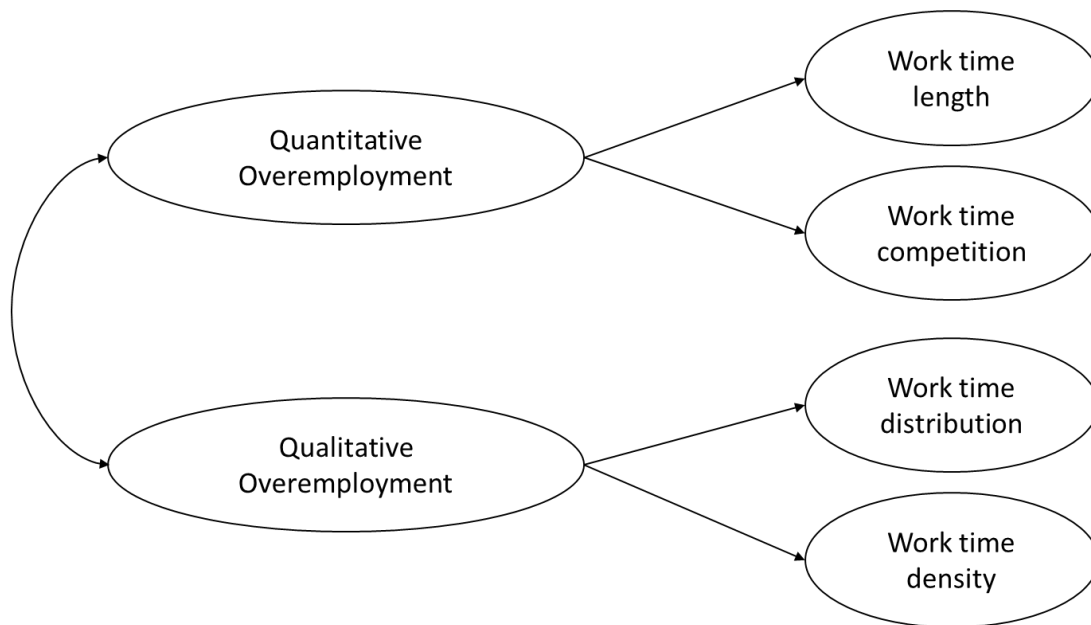 Work time
length
Quantitative
Overemployment
Work time
competition
Work time
distribution
Qualitative
Overemployment
Work time
density